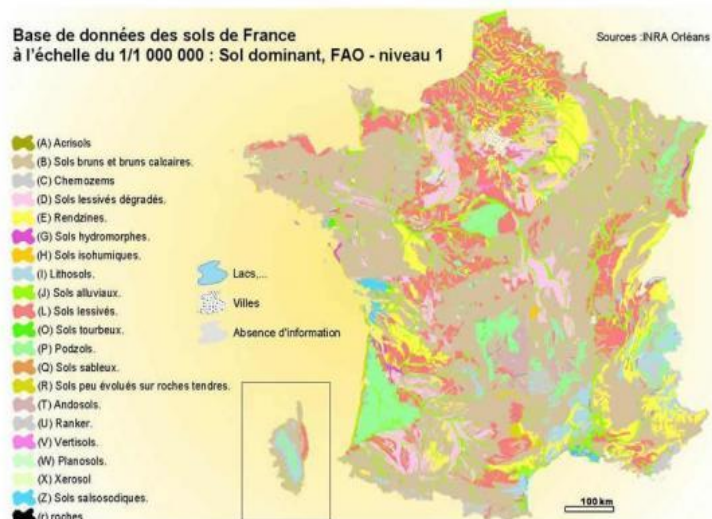 Base de données des sols de France
à l'échelle du 1/1 000 000 : Sol dominant, FAO - niveau 1
Sources :INRA Orléans
(A) Acrisols
(B) Sols bruns et bruns calcaires.
(C) Chernozems
(D) Sols lessivés dégradés.
(E) Rendzines.
(G) Sols hydromorphes.
(H) Sols isohumiques.
(I) Lithosols.
(J) Sols alluviaux.
(L) Sols lessivés.
(O) Sols tourbeux.
(P) Podzols.
(Q) Sols sableux.
(R) Sols peu évolués sur roches tendres.
(T) Andosols.
(U) Ranker.
(V) Vertisols.
(W) Planosols.
(X) Xerosol
(Z) Sols salsosodiques.
(r) roches
Lacs,...
Villes
Absence d'information
100 km